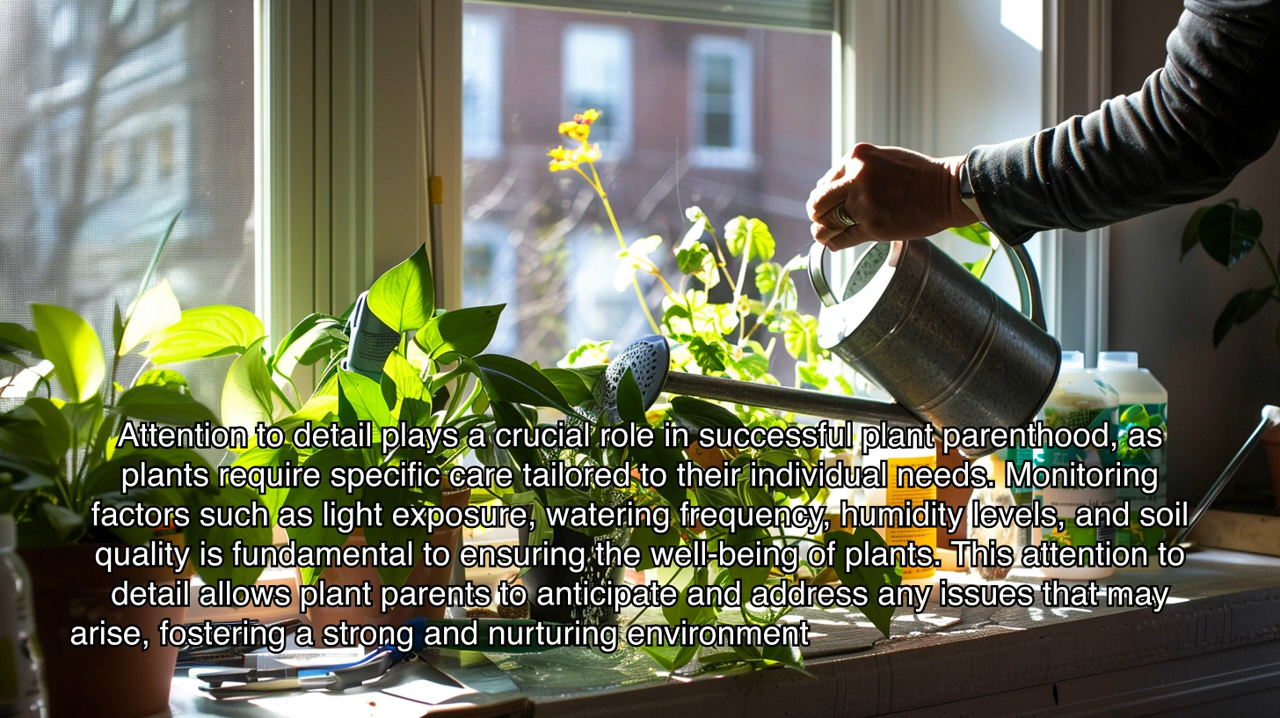 Attention to detail plays a crucial role in successful plant parenthood, as
plants require specific care tailored to their individual needs. Monitoring
factors such as light exposure, watering frequency, humidity levels, and soil
quality is fundamental to ensuring the well-being of plants. This attention to
detail allows plant parents to anticipate and address any issues that may
arise, fostering a strong and nurturing environment